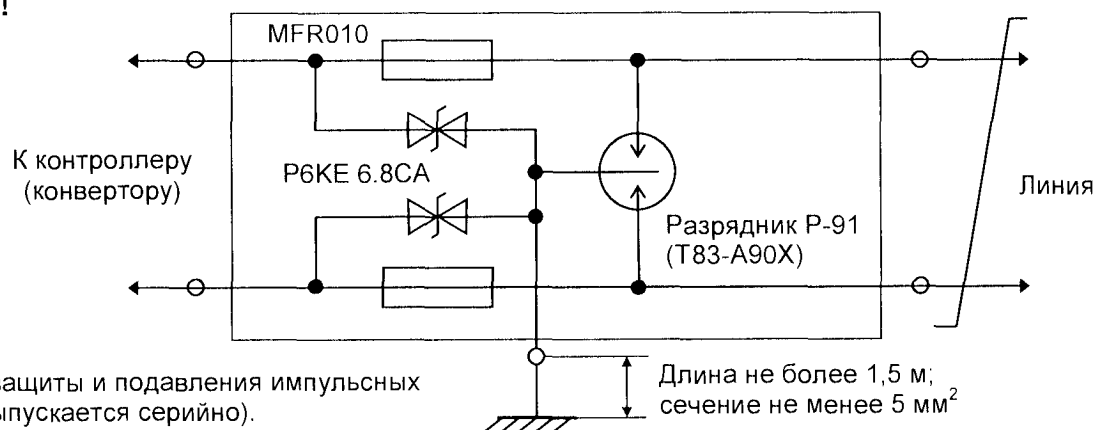 !
MFR010
К контроллеру
(конвертору)
P6KE 6.8CA
Линия
Разрядник Р-91
(T83-A90X)
защиты и подавления импульсных
ыпускается серийно).
Длина не более 1,5 м;
сечение не менее 5 мм²